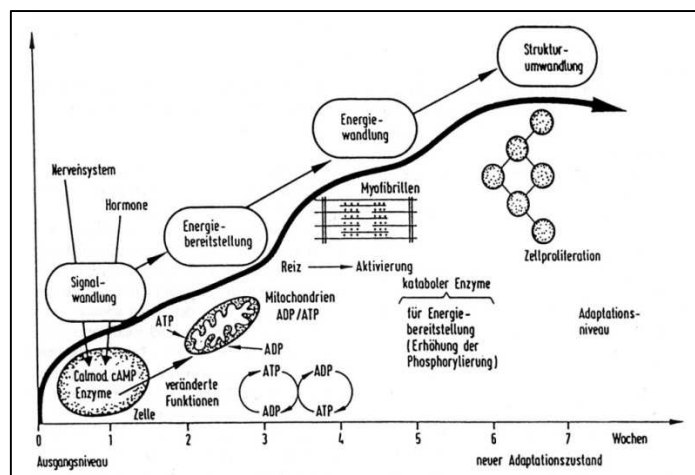 Struktur-
umwandlung
Energie-
wandlung
Nervensystem
Hormone
Energie-
bereitstellung
Myofibrillen
Zellproliferation
Signal-
wandlung
Reiz
Aktivierung
kataboler Enzyme
für Energie-
bereitstellung
(Erhöhung der
Phosphorylierung)
Adaptations-
niveau
Mitochondrien
ADP/ATP
ATP
ADP
Calmod. cAMP
Enzyme
Zelle
veränderte
Funktionen
ATP
ADP
ADP
ATP
0 1 2 3 4 5 6 7 Wochen
Ausgangsniveau
neuer Adaptationszustand